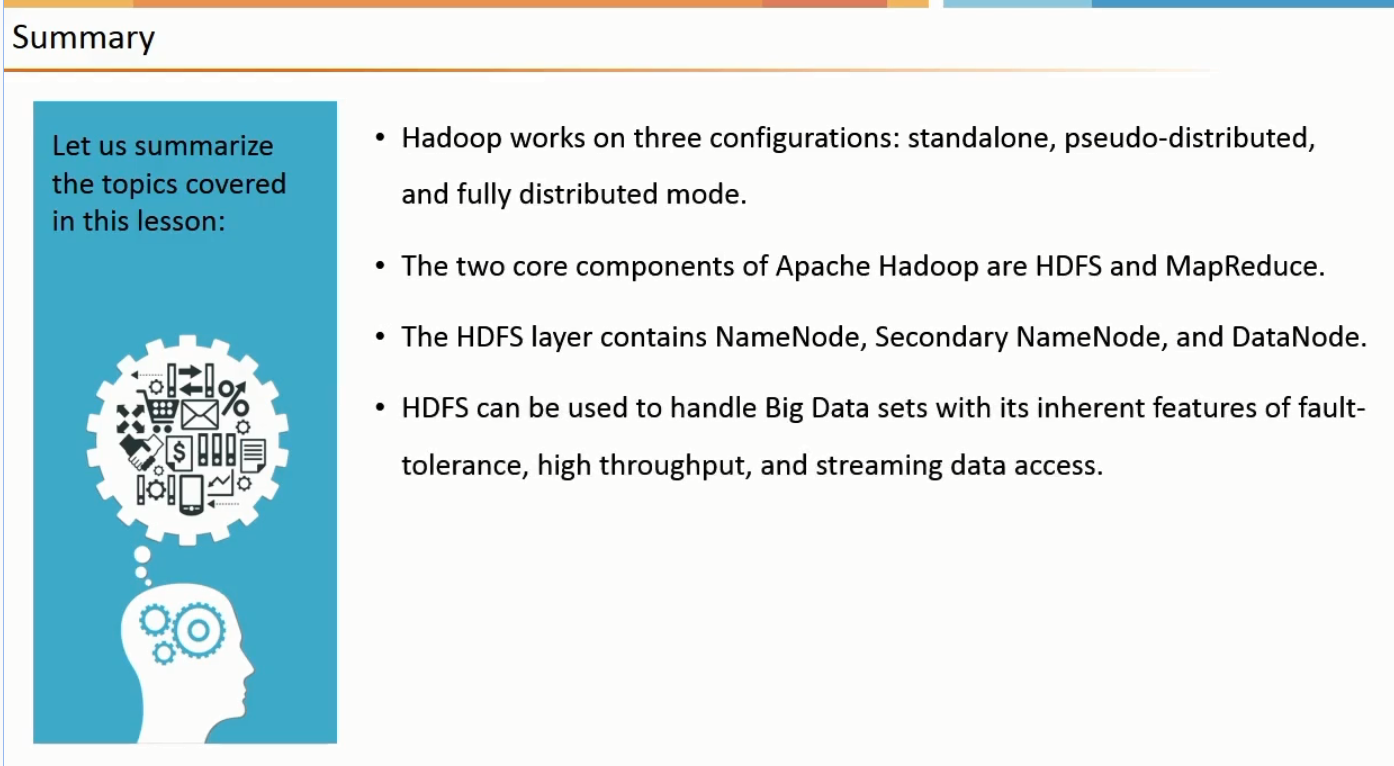 Summary
Let us summarize
the topics covered
in this lesson:
• Hadoop works on three configurations: standalone, pseudo-distributed,
and fully distributed mode.
• The two core components of Apache Hadoop are HDFS and MapReduce.
• The HDFS layer contains NameNode, Secondary NameNode, and DataNode.
• HDFS can be used to handle Big Data sets with its inherent features of fault-
tolerance, high throughput, and streaming data access.